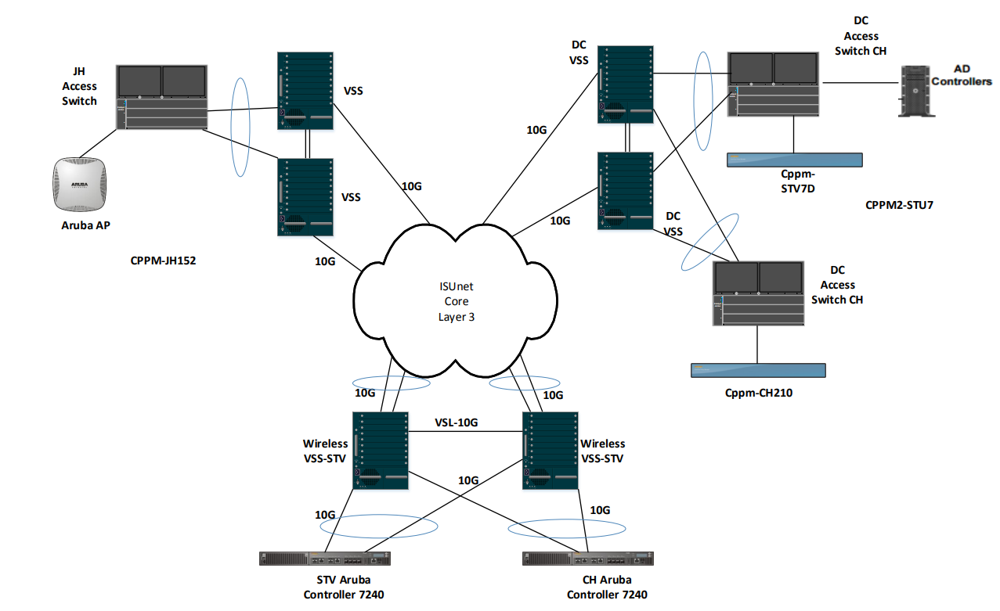 DC
Access
Switch CH
DC
VSS
JH
Access
Switch
VSS
AD
Controllers
10G
ARUBA
Cppm-
STV7D
10G
VSS
CPPM2-STU7
Aruba AP
10G
DC
VSS
CPPM-JH152
10G
DC
Access
Switch CH
ISUnet
Core
Layer 3
10G
10G
Cppm-CH210
VSL-10G
Wireless
VSS-STV
Wireless
VSS-STV
10G
10G
10G
STV Aruba
Controller 7240
CH Aruba
Controller 7240